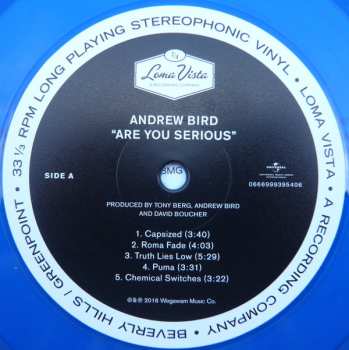 33⅓ RPM LONG PLAYING STEREOPHONIC VINYL • LOMA VISTA • A RECORDING COMPANY • BEVERLY HILLS / GREENPOINT •
Loma Vista
A RECORDING COMPANY
ANDREW BIRD
"ARE YOU SERIOUS"
SIDE A
BMG
UNIVERSAL
0666999395406
PRODUCED BY TONY BERG, ANDREW BIRD
AND DAVID BOUCHER
1. Capsized (3:40)
2. Roma Fade (4:03)
3. Truth Lies Low (5:29)
4. Puma (3:31)
5. Chemical Switches (3:22)
℗&© 2016 Wegawam Music Co.